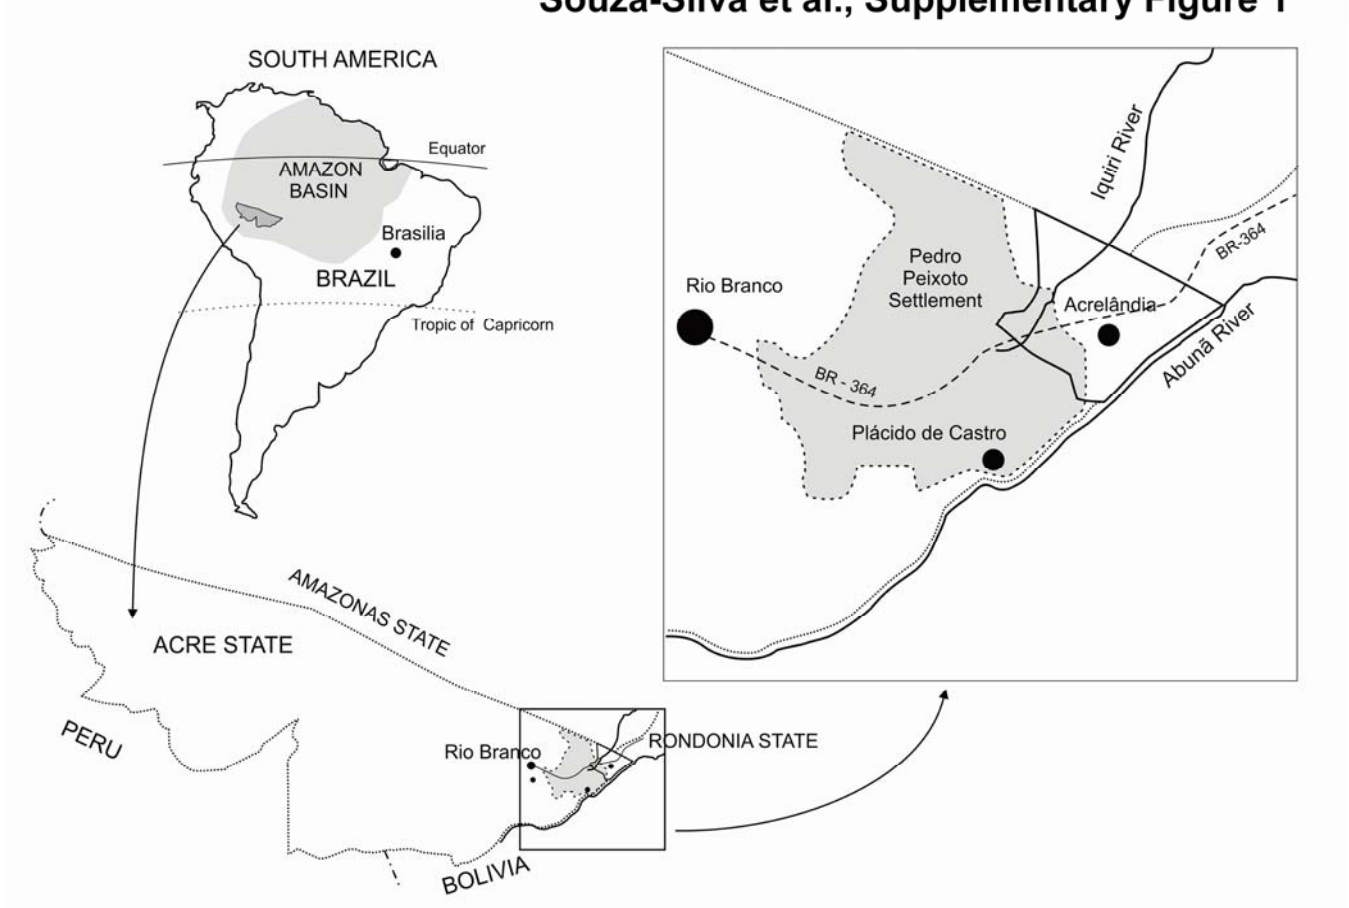 Souza-Silva et al., Supplementary Figure 1
SOUTH AMERICA
Equator
AMAZON
BASIN
Brasilia
BRAZIL
Tropic of Capricorn
Iquiri River
BR-364
Pedro
Peixoto
Settlement
Rio Branco
Acrelândia
Abunã River
BR - 364
Plácido de Castro
AMAZONAS STATE
ACRE STATE
PERU
Rio Branco
RONDONIA STATE
BOLIVIA